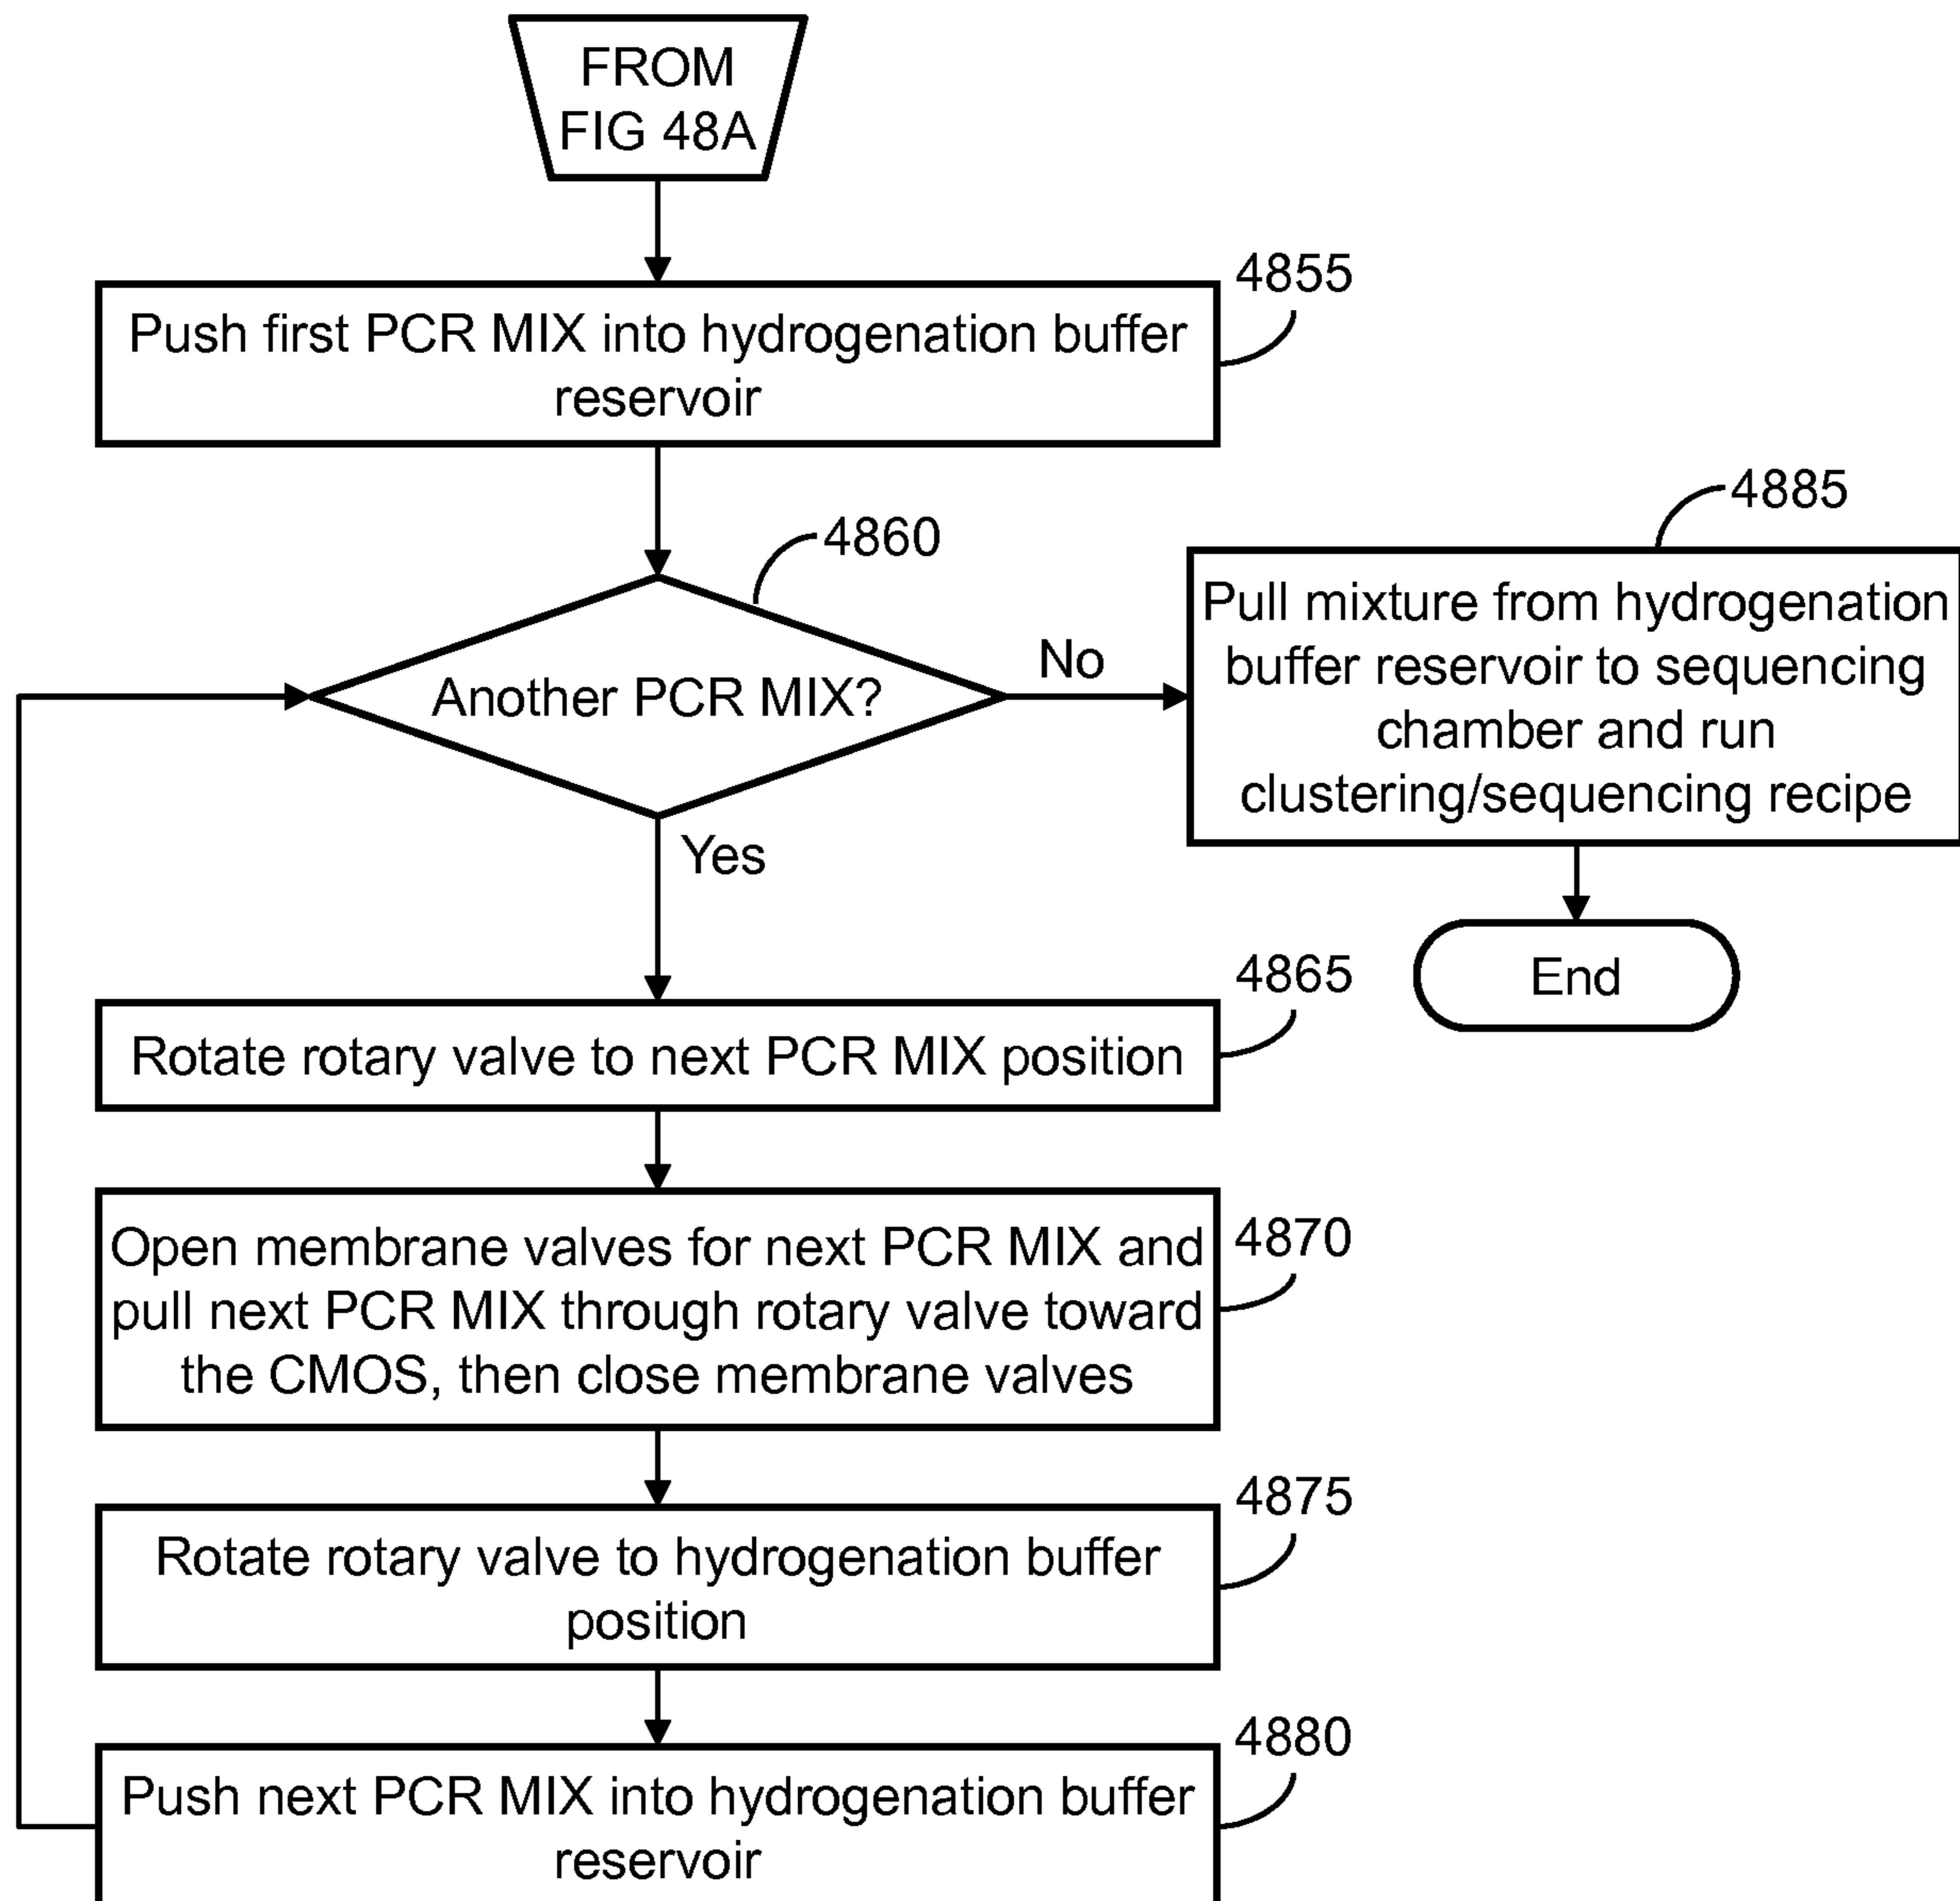 FROM
FIG 48A
4855
Push first PCR MIX into hydrogenation buffer
reservoir
4860
Another PCR MIX?
No
Yes
4885
Pull mixture from hydrogenation
buffer reservoir to sequencing
chamber and run
clustering/sequencing recipe
End
4865
Rotate rotary valve to next PCR MIX position
4870
Open membrane valves for next PCR MIX and
pull next PCR MIX through rotary valve toward
the CMOS, then close membrane valves
4875
Rotate rotary valve to hydrogenation buffer
position
4880
Push next PCR MIX into hydrogenation buffer
reservoir